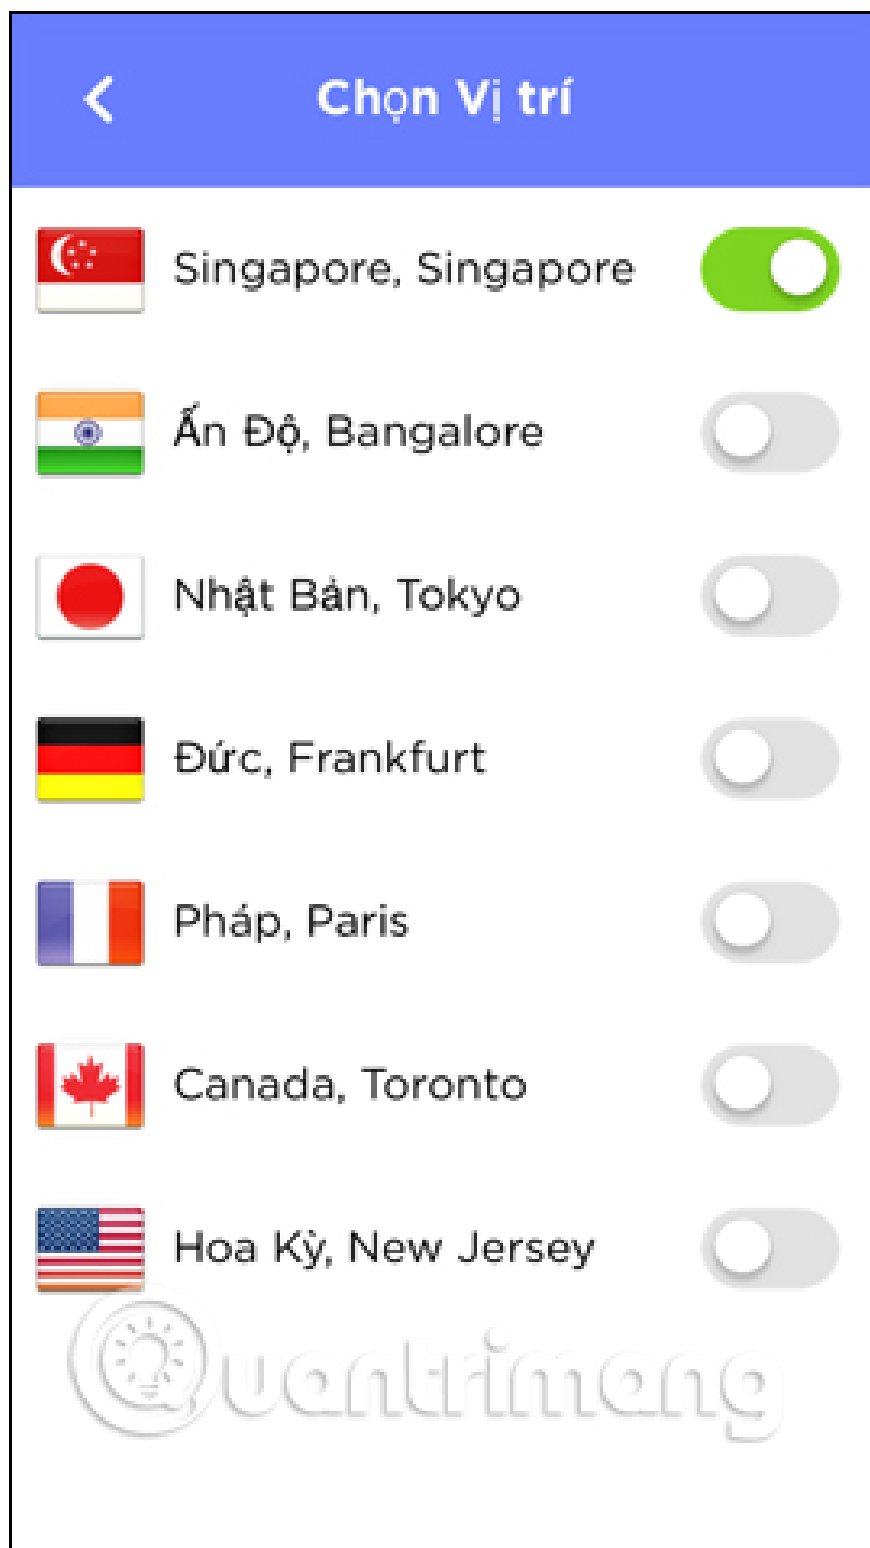 Chọn Vị trí
Singapore, Singapore
Ấn Độ, Bangalore
Nhật Bản, Tokyo
Đức, Frankfurt
Pháp, Paris
Canada, Toronto
Hoa Kỳ, New Jersey
Quantrimang